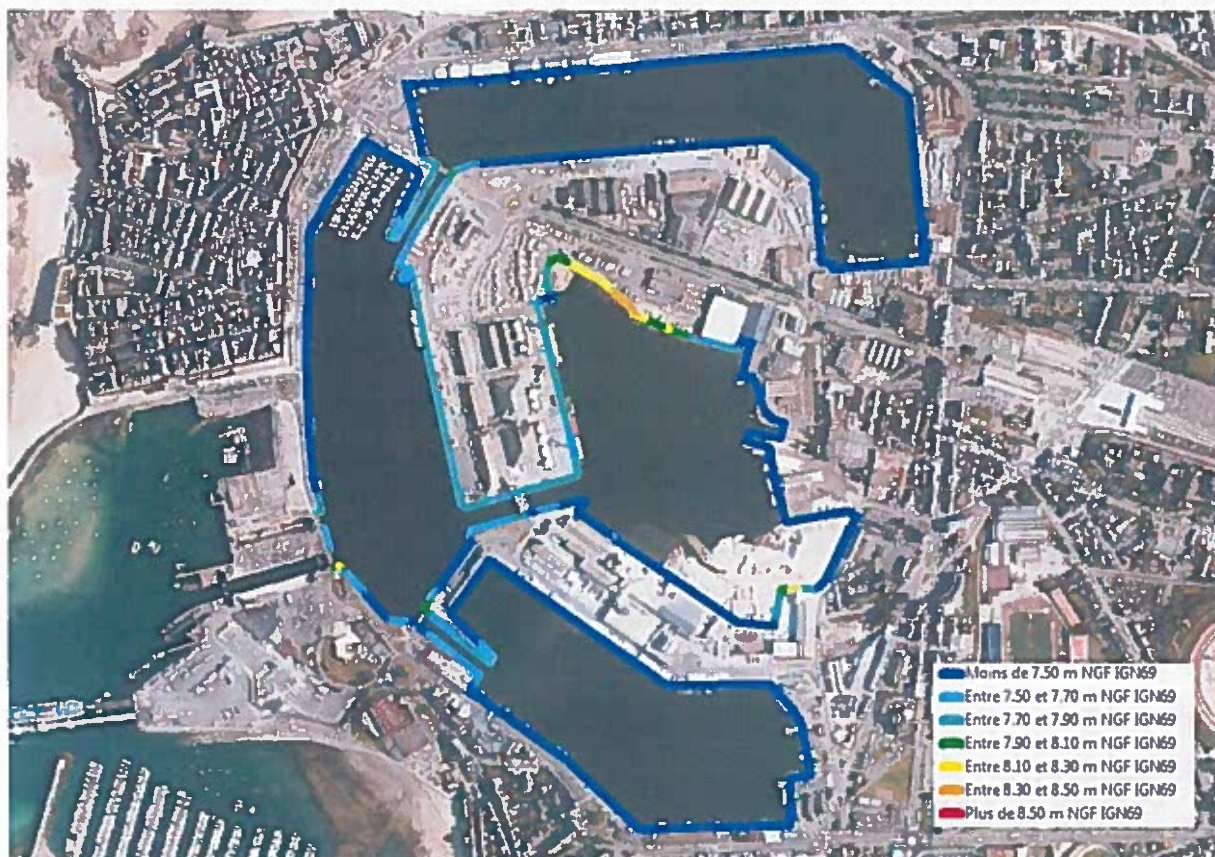 Moins de 7.50 m NGF IGN69
Entre 7.50 et 7.70 m NGF IGN69
Entre 7.70 et 7.90 m NGF IGN69
Entre 7.90 et 8.10 m NGF IGN69
Entre 8.10 et 8.30 m NGF IGN69
Entre 8.30 et 8.50 m NGF IGN69
Plus de 8.50 m NGF IGN69